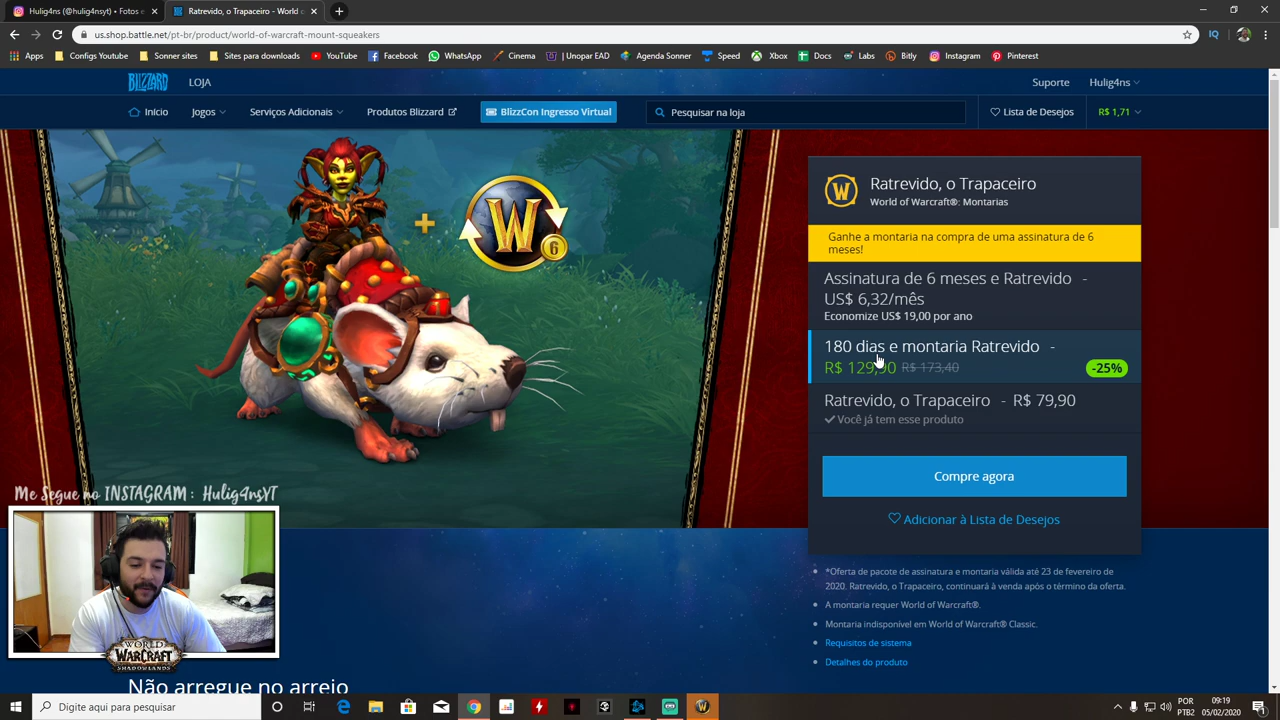 Hulig4ns (@hulig4nsyt) • Fotos e
Ratrevido, o Trapaceiro - World o
us.shop.battle.net/pt-br/product/world-of-warcraft-mount-squeakers
Apps Configs Youtube Sonner sites Sites para downloads YouTube Facebook WhatsApp Cinema | Unopar EAD Agenda Sonner Speed Xbox Docs Labs Bitly Instagram Pinterest
BLIZZARD LOJA Suporte Hulig4ns
Início Jogos Serviços Adicionais Produtos Blizzard BlizzCon Ingresso Virtual Pesquisar na loja Lista de Desejos R$ 1,71
W
6
Ratrevido, o Trapaceiro
World of Warcraft®: Montarias
Ganhe a montaria na compra de uma assinatura de 6
meses!
Assinatura de 6 meses e Ratrevido -
US$ 6,32/mês
Economize US$ 19,00 por ano
180 dias e montaria Ratrevido -
R$ 129,90 R$ 173,40 -25%
Ratrevido, o Trapaceiro - R$ 79,90
Você já tem esse produto
Compre agora
Adicionar à Lista de Desejos
*Oferta de pacote de assinatura e montaria válida até 23 de fevereiro de
2020. Ratrevido, o Trapaceiro, continuará à venda após o término da oferta.
A montaria requer World of Warcraft®.
Montaria indisponível em World of Warcraft® Classic.
Requisitos de sistema
Detalhes do produto
Me Segue no INSTAGRAM : Hulig4nsYT
WORLD OF
WARCRAFT
SHADOWLANDS
Não arregue no arreio
Digite aqui para pesquisar
POR
PTB2
09:19
05/02/2020
1